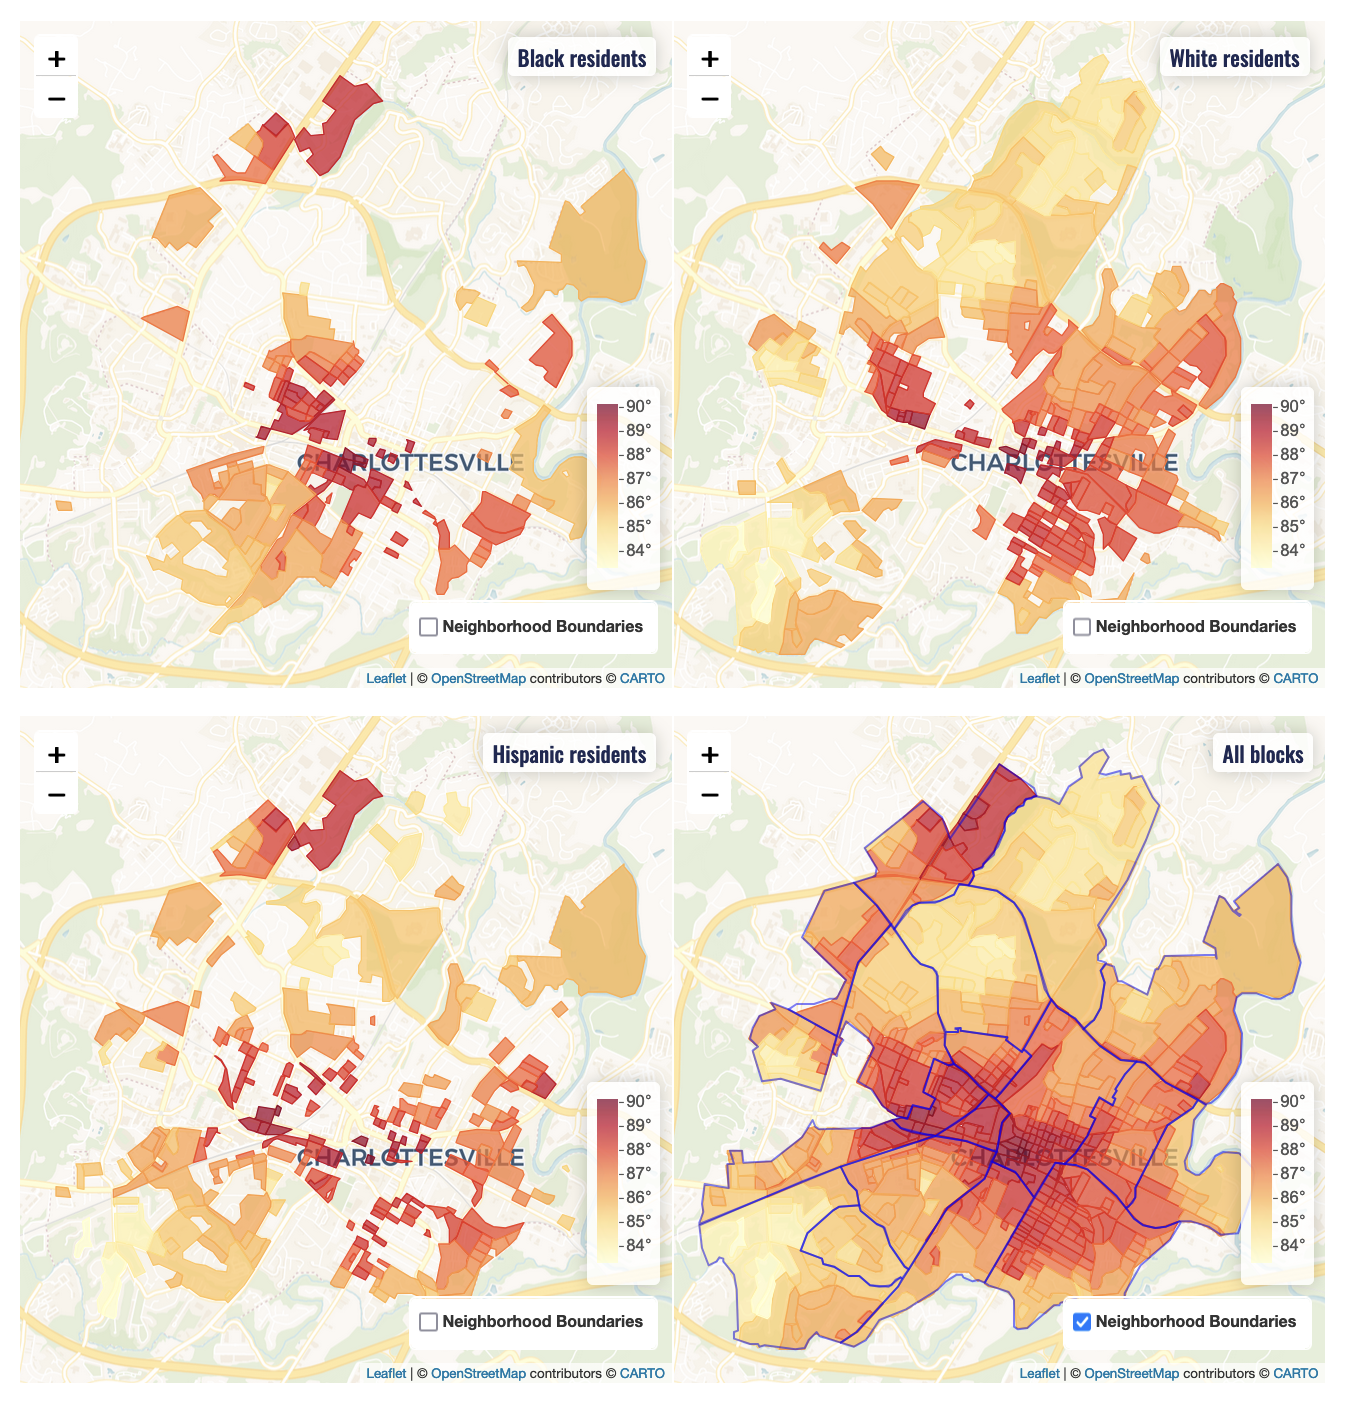 +
−
Black residents
CHARLOTTESVILLE
90°
89°
88°
87°
86°
85°
84°
Neighborhood Boundaries
Leaflet | © OpenStreetMap contributors © CARTO
+
−
White residents
CHARLOTTESVILLE
90°
89°
88°
87°
86°
85°
84°
Neighborhood Boundaries
Leaflet | © OpenStreetMap contributors © CARTO
+
−
Hispanic residents
CHARLOTTESVILLE
90°
89°
88°
87°
86°
85°
84°
Neighborhood Boundaries
Leaflet | © OpenStreetMap contributors © CARTO
+
−
All blocks
CHARLOTTESVILLE
90°
89°
88°
87°
86°
85°
84°
Neighborhood Boundaries
Leaflet | © OpenStreetMap contributors © CARTO